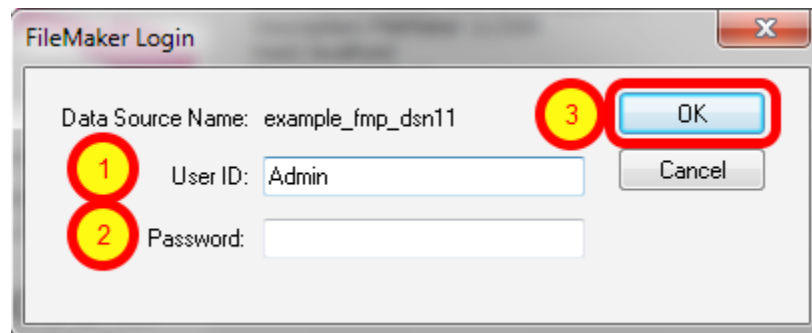 FileMaker Login
Data Source Name: example_fmp_dsn11
3
OK
1
User ID: Admin
Cancel
2
Password: